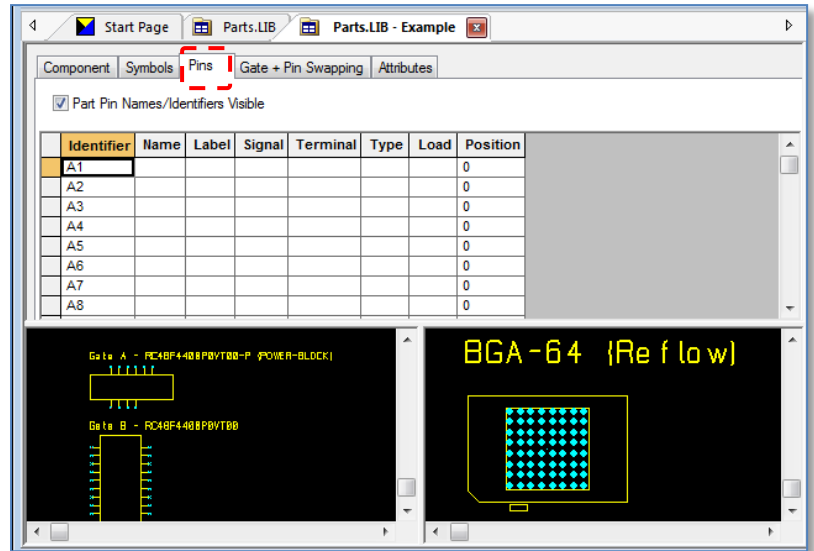 Start Page Parts.LIB Parts.LIB - Example
Component Symbols Pins Gate + Pin Swapping Attributes
Part Pin Names/Identifiers Visible
Identifier Name Label Signal Terminal Type Load Position
A1 0
A2 0
A3 0
A4 0
A5 0
A6 0
A7 0
A8 0
Gate A - RC48F4408P0VT00-P (POWER-BLOCK)
Gate B - RC48F4408P0VT00
BGA-64 (Reflow)